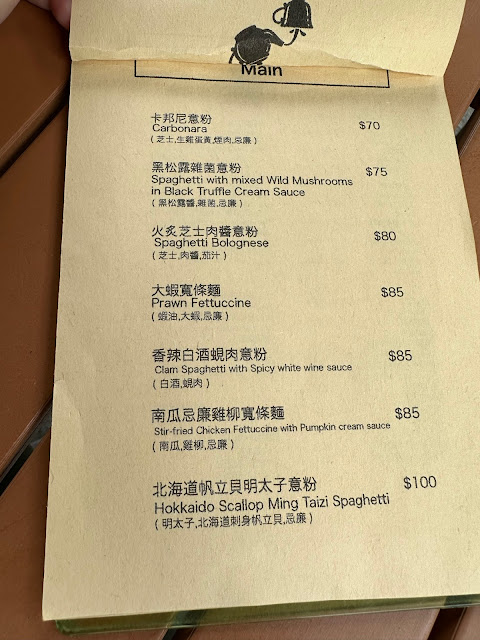 Main
卡邦尼意粉 $70
Carbonara
(芝士,生雞蛋黃,煙肉,忌廉)
黑松露雜菌意粉 $75
Spaghetti with mixed Wild Mushrooms
in Black Truffle Cream Sauce
(黑松露醬,雜菌,忌廉)
火炙芝士肉醬意粉 $80
Spaghetti Bolognese
(芝士,肉醬,茄汁)
大蝦寬條麵 $85
Prawn Fettuccine
(蝦油,大蝦,忌廉)
香辣白酒蜆肉意粉 $85
Clam Spaghetti with Spicy white wine sauce
(白酒,蜆肉)
南瓜忌廉雞柳寬條麵 $85
Stir-fried Chicken Fettuccine with Pumpkin cream sauce
(南瓜,雞柳,忌廉)
北海道帆立貝明太子意粉 $100
Hokkaido Scallop Ming Taizi Spaghetti
(明太子,北海道刺身帆立貝,忌廉)